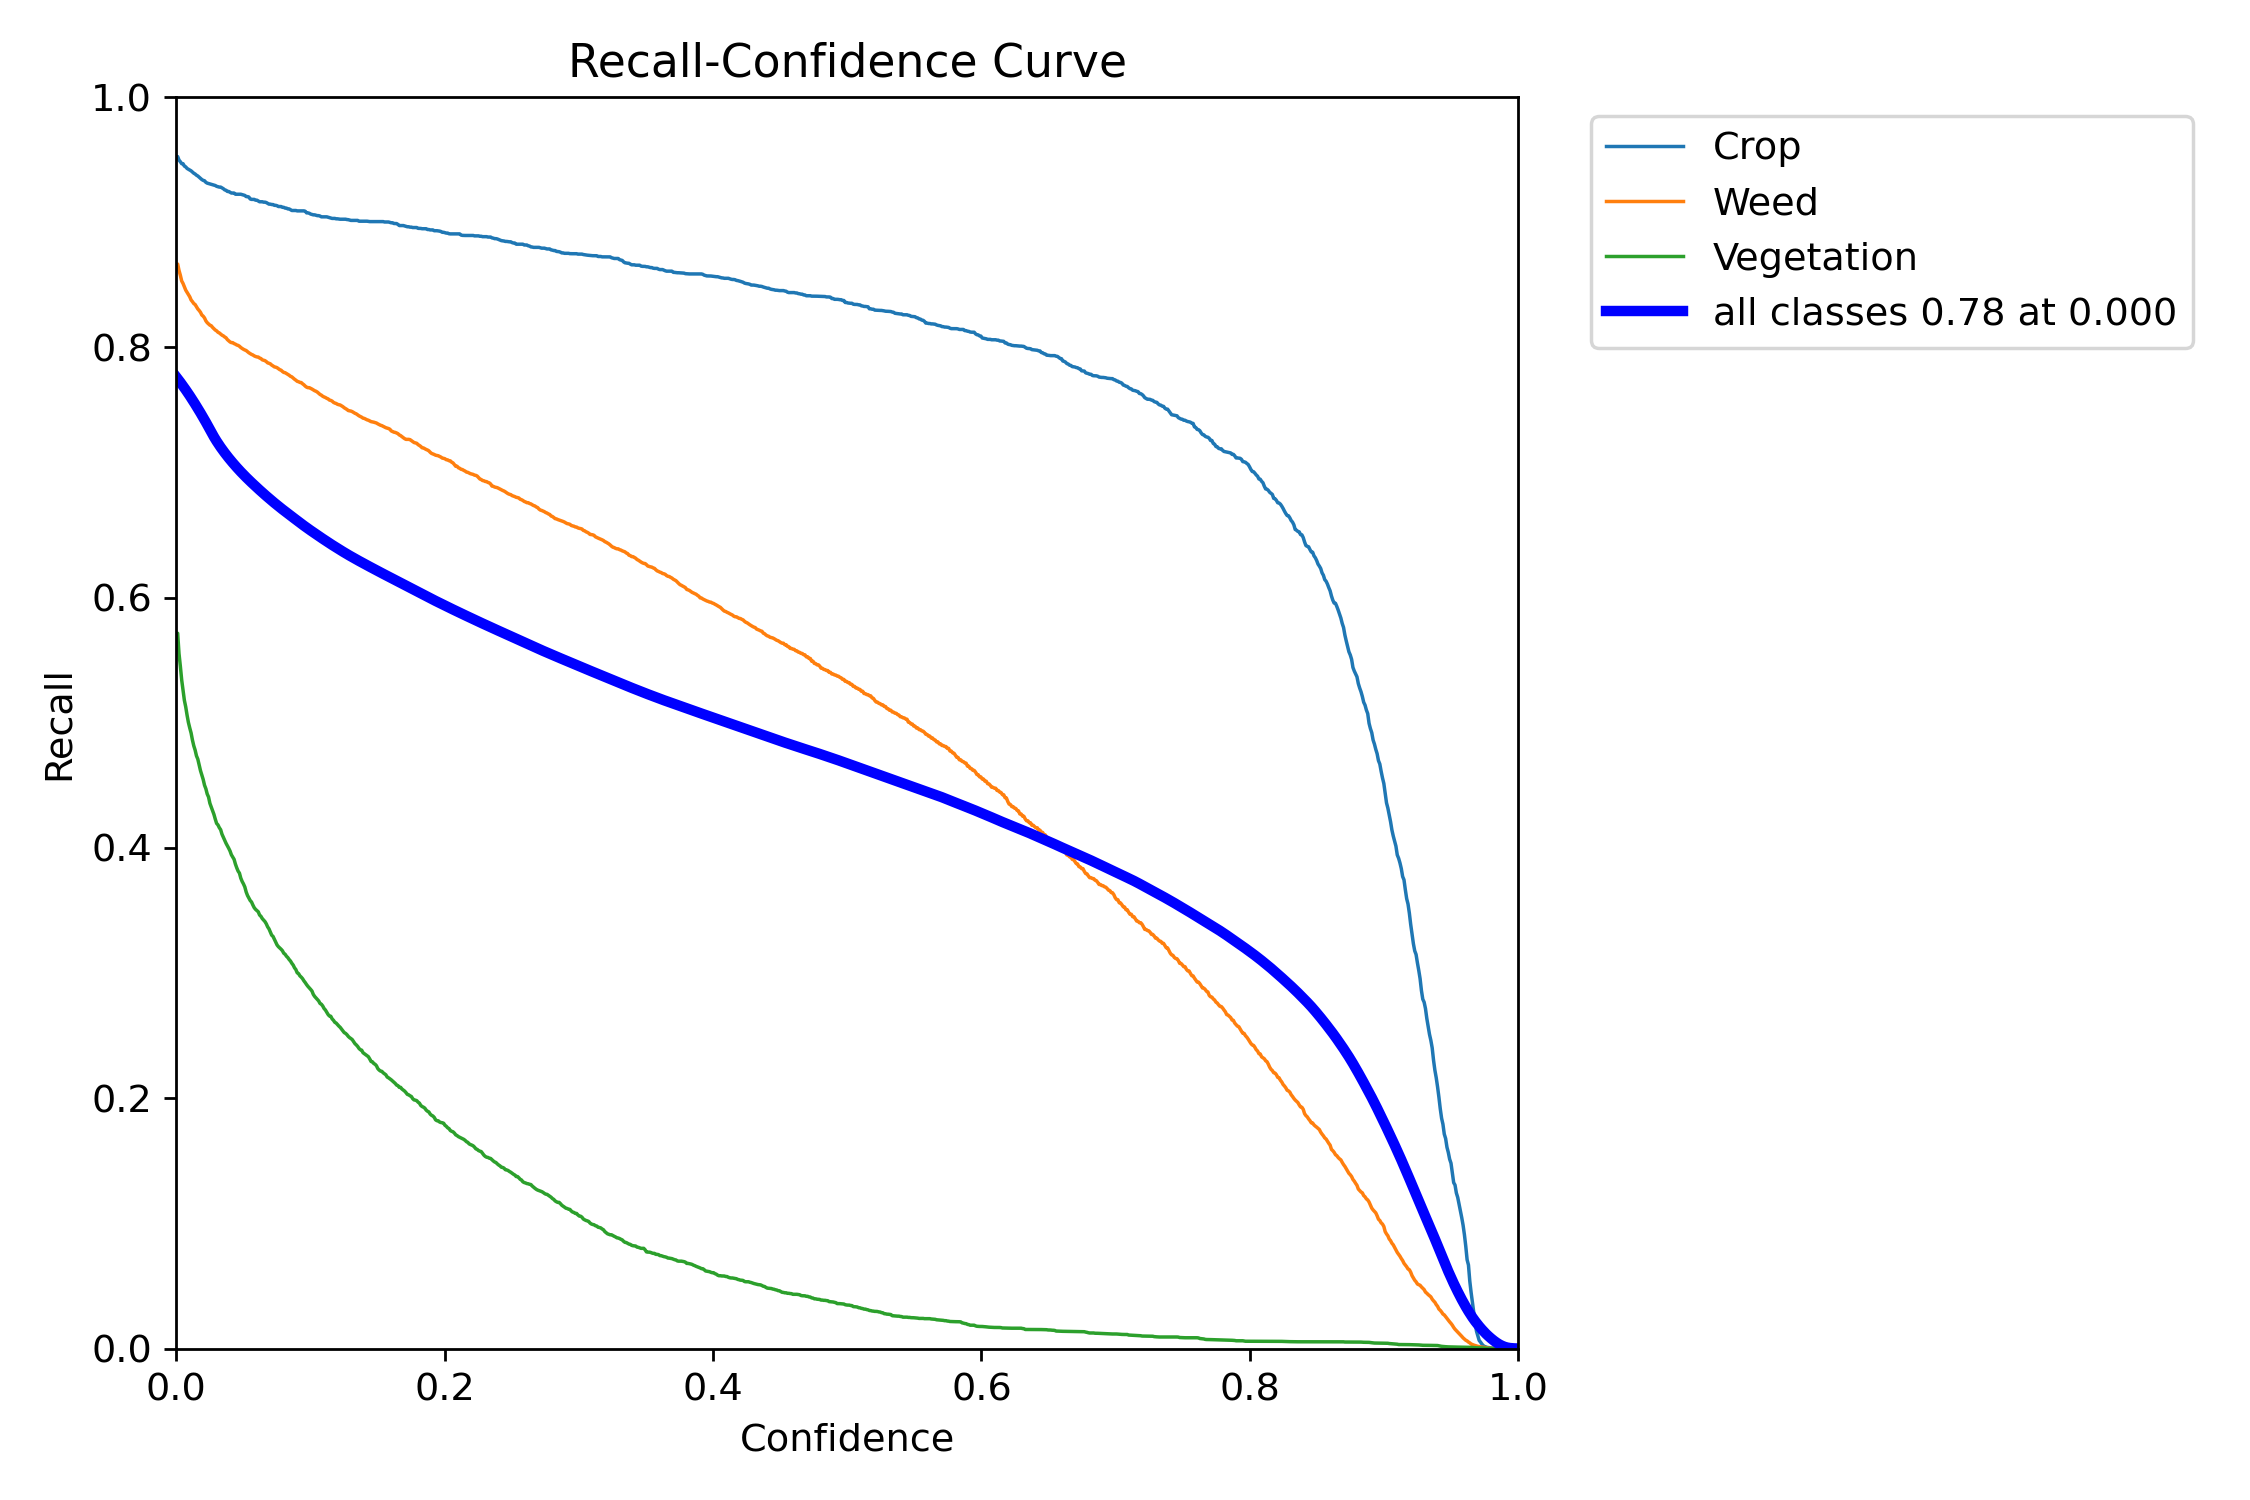 Recall-Confidence Curve
1.0
0.8
0.6
0.4
0.2
0.0
Recall
0.0 0.2 0.4 0.6 0.8 1.0
Confidence
Crop
Weed
Vegetation
all classes 0.78 at 0.000